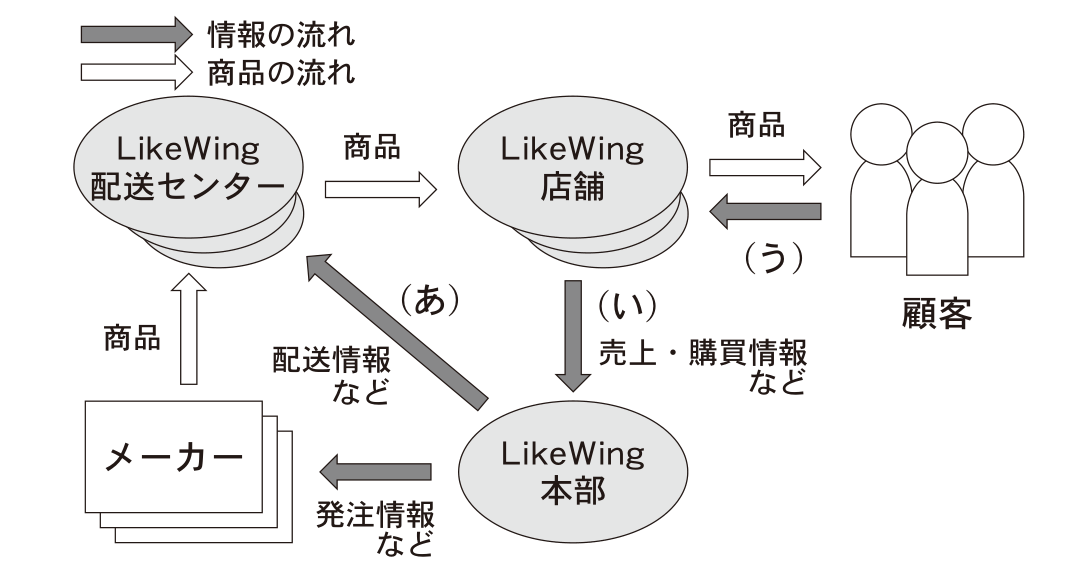 情報の流れ
商品の流れ
LikeWing
配送センター
商品
LikeWing
店舗
商品
（う）
顧客
（あ）
配送情報
など
（い）
売上・購買情報
など
商品
メーカー
発注情報
など
LikeWing
本部